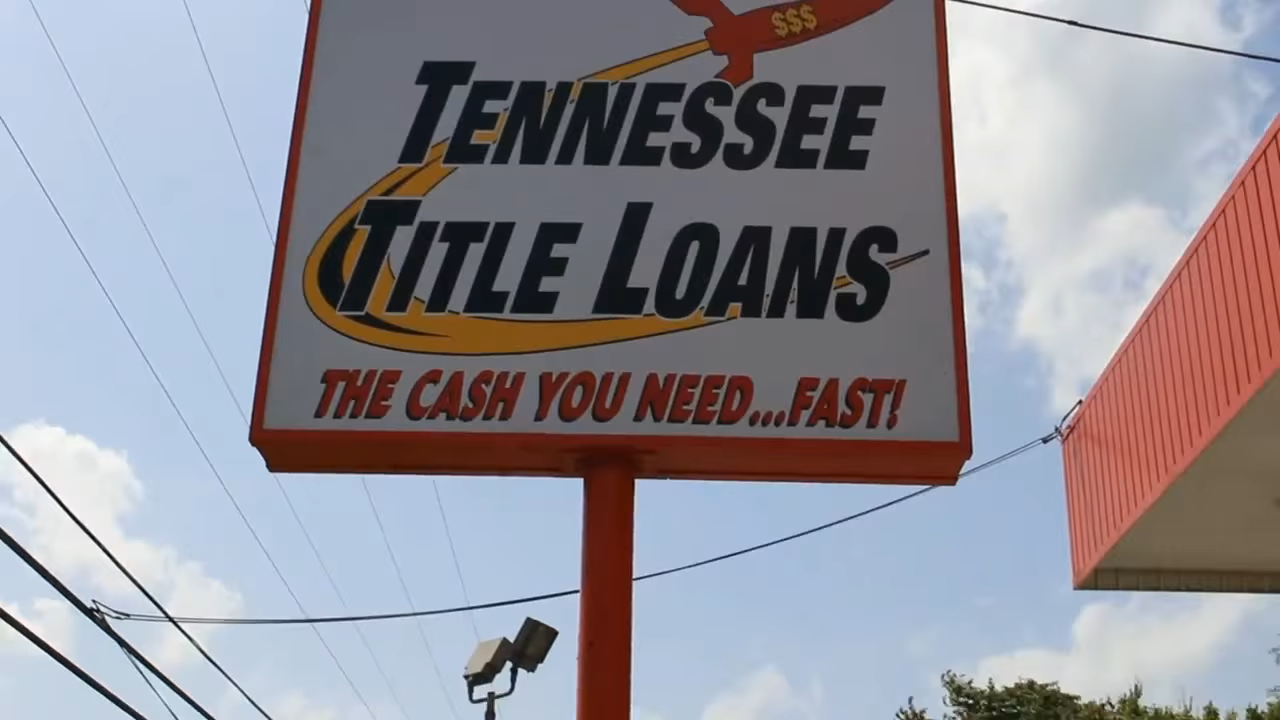 $$$
TENNESSEE
TITLE LOANS
THE CASH YOU NEED...FAST!